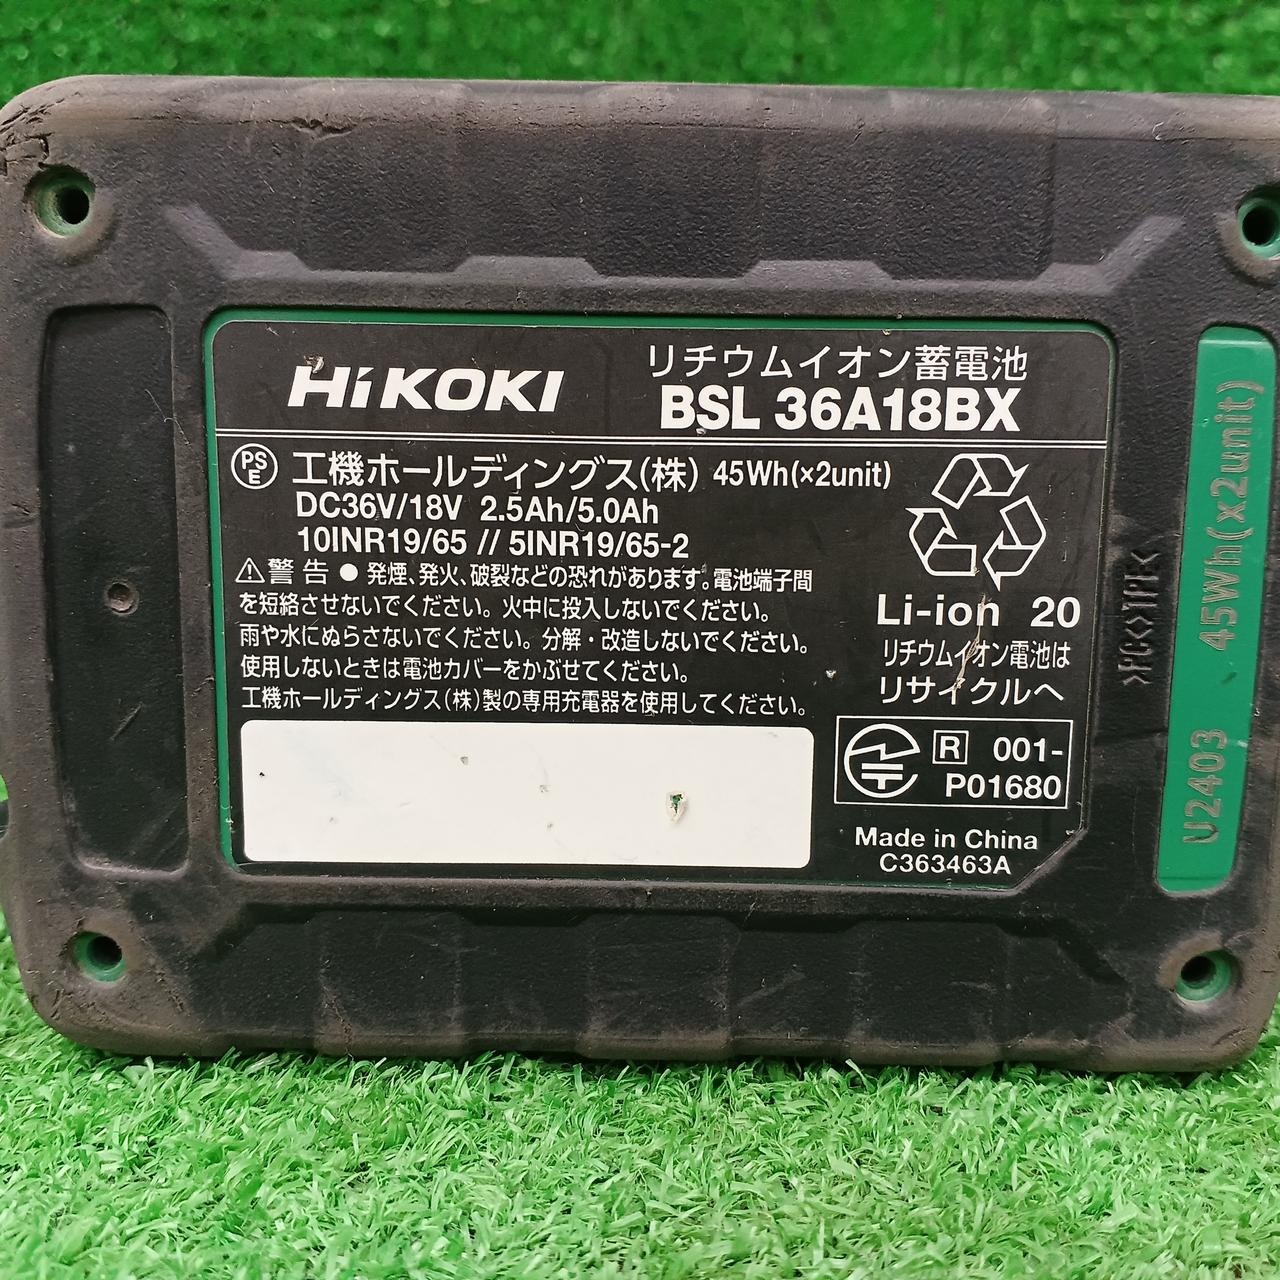 HiKOKI
リチウムイオン蓄電池
BSL 36A18BX
PSE
工機ホールディングス(株) 45Wh(×2unit)
DC36V/18V 2.5Ah/5.0Ah
10INR19/65 // 5INR19/65-2
⚠警告 ● 発煙、発火、破裂などの恐れがあります。電池端子間
を短絡させないでください。火中に投入しないでください。
雨や水にぬらさないでください。分解・改造しないでください。
使用しないときは電池カバーをかぶせてください。
工機ホールディングス(株)製の専用充電器を使用してください。
Li-ion 20
リチウムイオン電池は
リサイクルへ
R 001-
P01680
Made in China
C363463A
>PC<>TPE<
45Wh(x2unit)
U2403